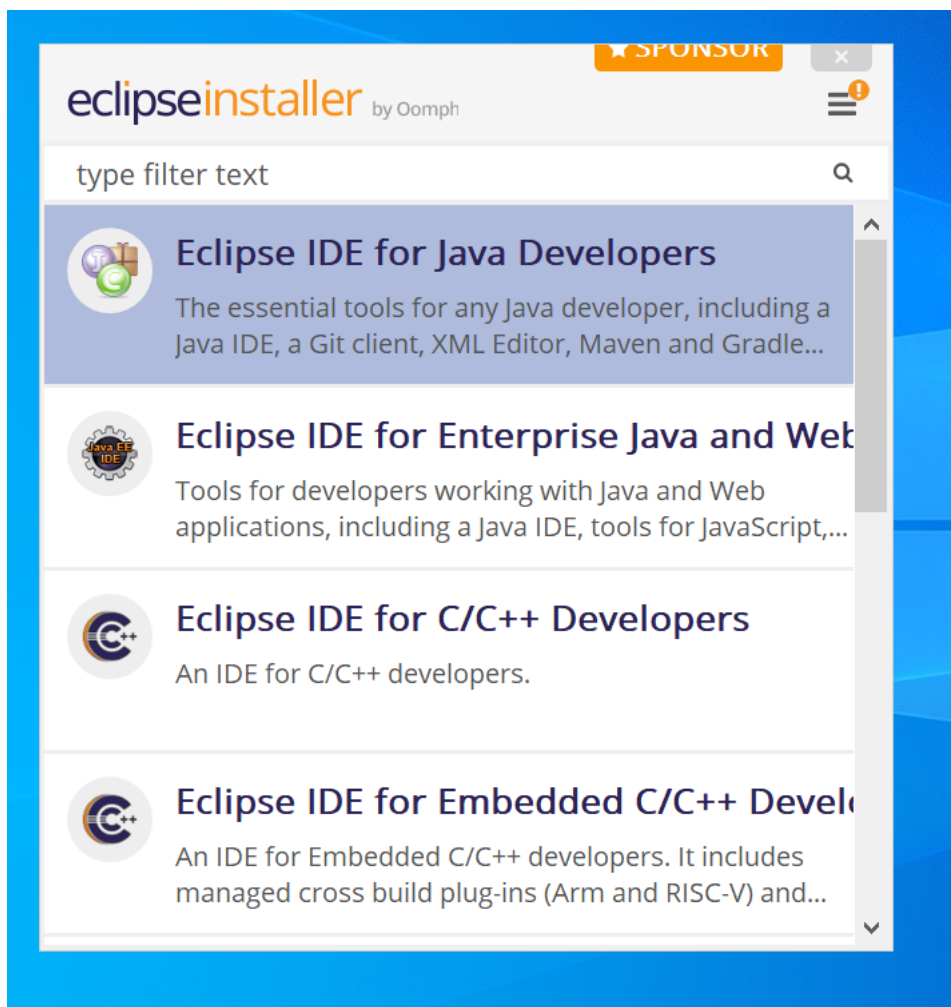 ★ SPONSOR
×
eclipseinstaller by Oomph
!
type filter text
Eclipse IDE for Java Developers
The essential tools for any Java developer, including a
Java IDE, a Git client, XML Editor, Maven and Gradle...
Java EE
IDE
Eclipse IDE for Enterprise Java and Web
Tools for developers working with Java and Web
applications, including a Java IDE, tools for JavaScript,...
C++
Eclipse IDE for C/C++ Developers
An IDE for C/C++ developers.
C++
Eclipse IDE for Embedded C/C++ Develo
An IDE for Embedded C/C++ developers. It includes
managed cross build plug-ins (Arm and RISC-V) and...